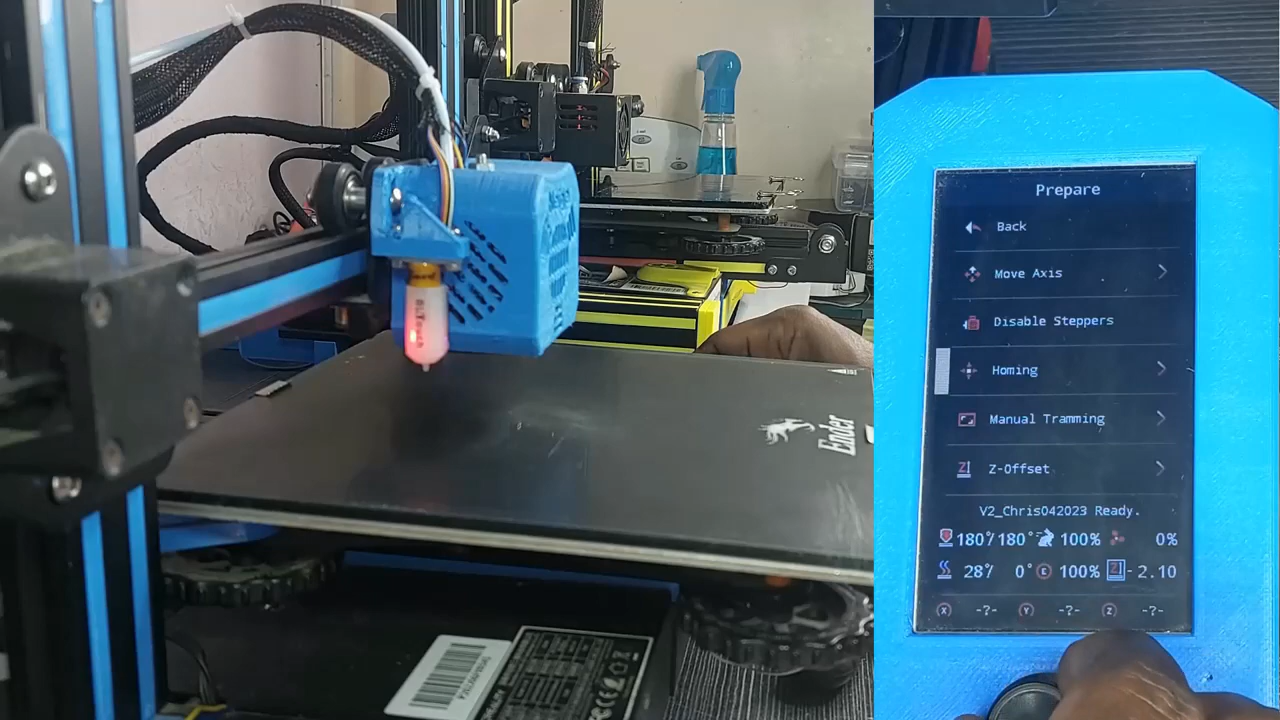 Ender
Prepare
Back
Move Axis
Disable Steppers
Homing
Manual Tramming
Z-Offset
V2_Chris042023 Ready.
180°/180° 100% 0%
28°/ 0° E 100% Z -2.10
X -?- Y -?- Z -?-